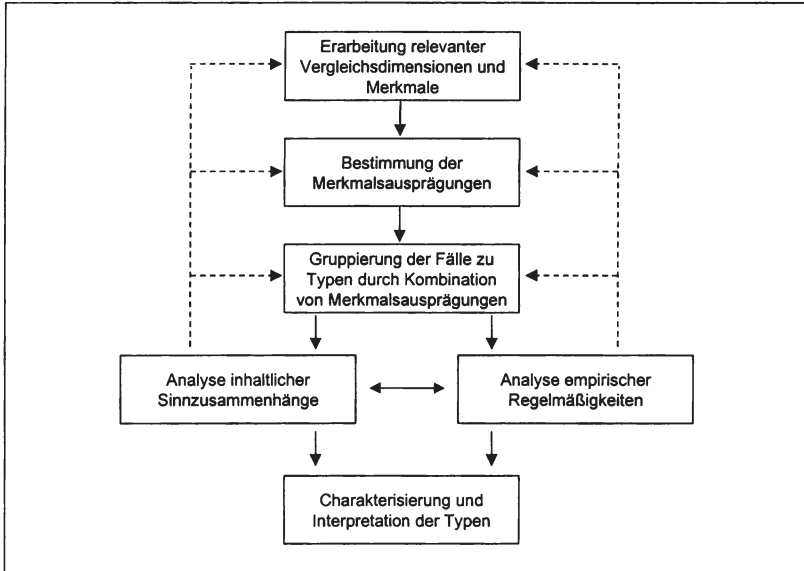 Erarbeitung relevanter
Vergleichsdimensionen und
Merkmale
Bestimmung der
Merkmalsausprägungen
Gruppierung der Fälle zu
Typen durch Kombination
von Merkmalsausprägungen
Analyse inhaltlicher
Sinnzusammenhänge
Analyse empirischer
Regelmäßigkeiten
Charakterisierung und
Interpretation der Typen